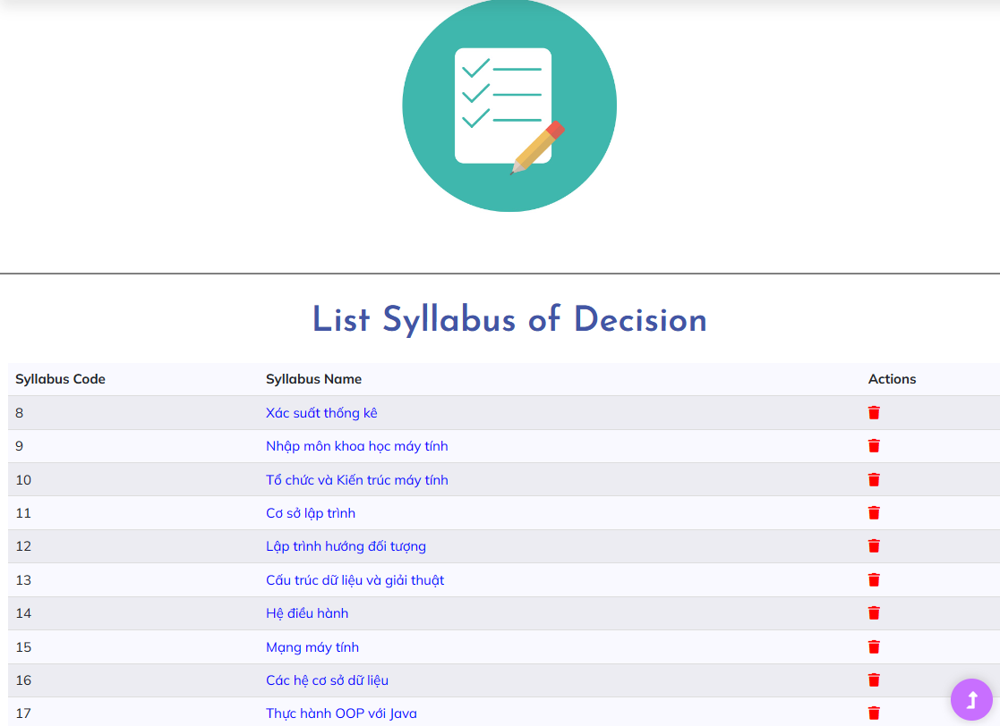 List Syllabus of Decision
Syllabus Code Syllabus Name Actions
8 Xác suất thống kê
9 Nhập môn khoa học máy tính
10 Tổ chức và Kiến trúc máy tính
11 Cơ sở lập trình
12 Lập trình hướng đối tượng
13 Cấu trúc dữ liệu và giải thuật
14 Hệ điều hành
15 Mạng máy tính
16 Các hệ cơ sở dữ liệu
17 Thực hành OOP với Java